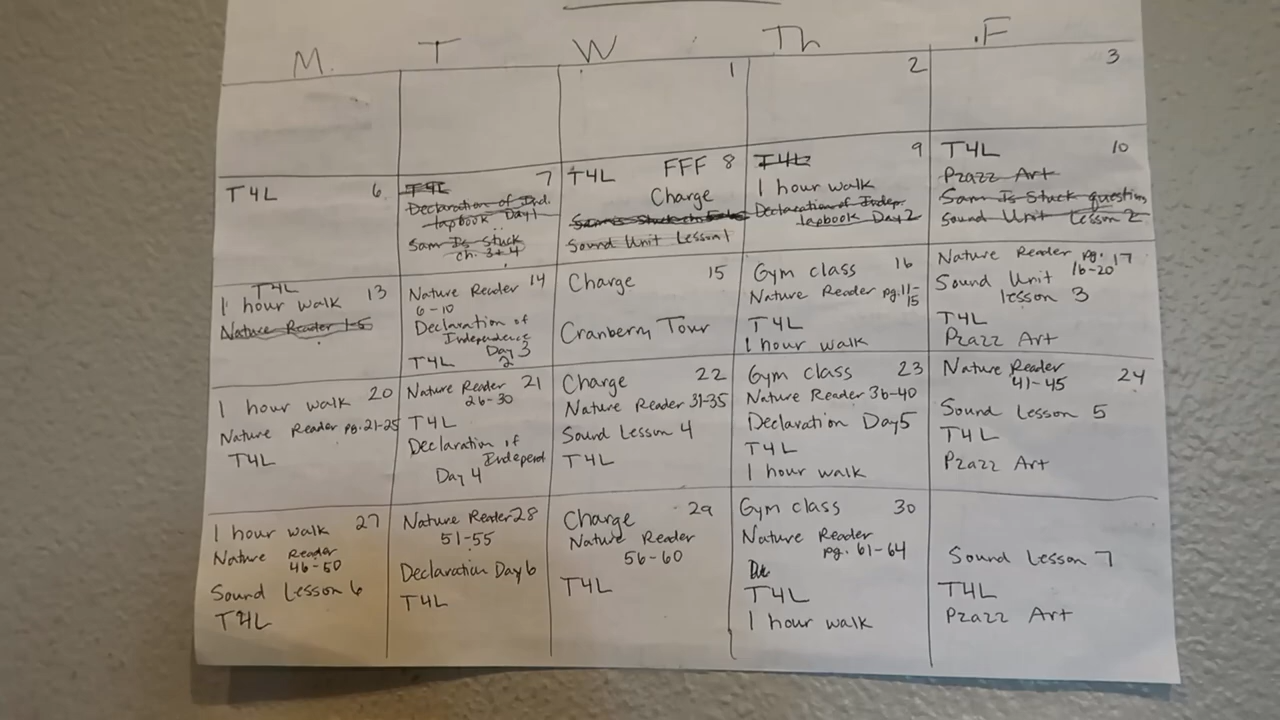 M. T W Th F
1 2 3
T4L 6
7
T4L
Declaration of Ind.
lapbook Day 1
Sam Is Stuck
ch. 3+4
T4L FFF 8
Charge
Sam is Stuck ch
Sound Unit Lesson 1
T4L 9
1 hour walk
Declaration of Indep.
lapbook Day 2
T4L 10
Pzazz Art
Sam Is Stuck question
Sound Unit Lesson 2
T4L
1 hour walk 13
Nature Reader 1-5
Nature Reader 14
6-10
Declaration of
Independence
Day 3
T4L 2
Charge 15
Cranberry Tour
Gym class 16
Nature Reader pg. 11-
15
T4L
1 hour walk
Nature Reader pg. 17
16-20
Sound Unit
lesson 3
T4L
Pzazz Art
1 hour walk 20
Nature Reader pg. 21-25
T4L
Nature Reader 21
26-30
T4L
Declaration of
Independ
Day 4
Charge 22
Nature Reader 31-35
Sound Lesson 4
T4L
Gym class 23
Nature Reader 36-40
Declaration Day 5
T4L
1 hour walk
Nature Reader
41-45 24
Sound Lesson 5
T4L
Pzazz Art
1 hour walk 27
Nature Reader
46-50
Sound Lesson 6
T4L
Nature Reader 28
51-55
Declaration Day 6
T4L
Charge 29
Nature Reader
56-60
T4L
Gym class 30
Nature Reader
pg. 61-64
T4L
1 hour walk
Sound Lesson 7
T4L
Pzazz Art